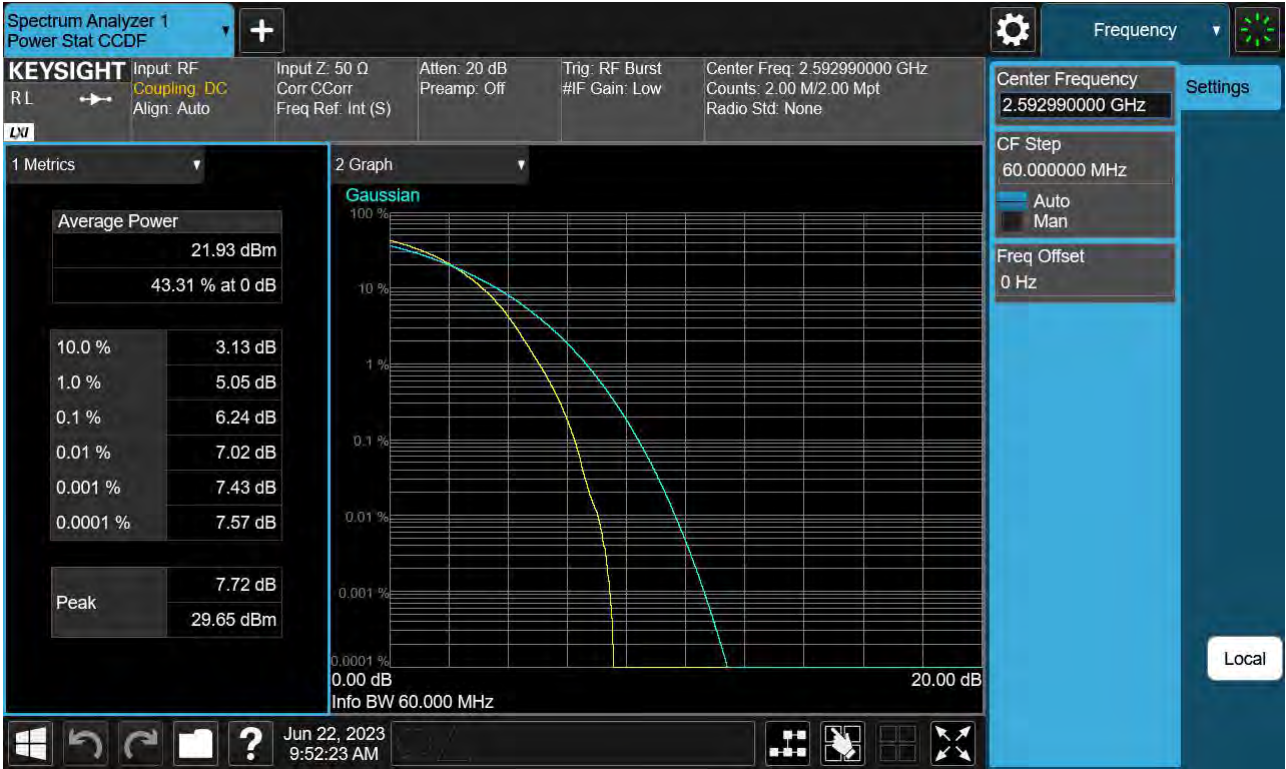 Spectrum Analyzer 1
Power Stat CCDF
+
Frequency
KEYSIGHT
RL
LXI
Input: RF
Coupling: DC
Align: Auto
Input Z: 50 Ω
Corr CCorr
Freq Ref: Int (S)
Atten: 20 dB
Preamp: Off
Trig: RF Burst
#IF Gain: Low
Center Freq: 2.592990000 GHz
Counts: 2.00 M/2.00 Mpt
Radio Std: None
1 Metrics
Average Power
21.93 dBm
43.31 % at 0 dB
10.0 % 3.13 dB
1.0 % 5.05 dB
0.1 % 6.24 dB
0.01 % 7.02 dB
0.001 % 7.43 dB
0.0001 % 7.57 dB
Peak
7.72 dB
29.65 dBm
2 Graph
Gaussian
100 %
10 %
1 %
0.1 %
0.01 %
0.001 %
0.0001 %
0.00 dB 20.00 dB
Info BW 60.000 MHz
Center Frequency
2.592990000 GHz
CF Step
60.000000 MHz
Auto
Man
Freq Offset
0 Hz
Settings
Local
?
Jun 22, 2023
9:52:23 AM